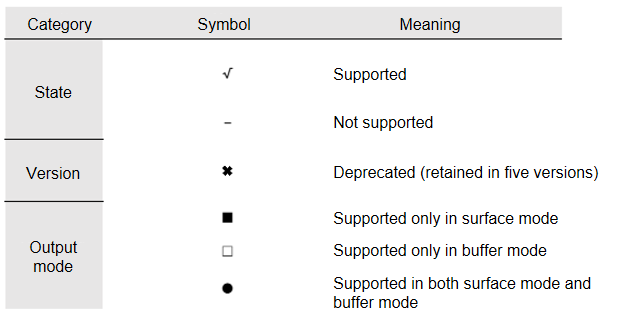 Category Symbol Meaning
State
√ Supported
– Not supported
Version ✖ Deprecated (retained in five versions)
■ Supported only in surface mode
Output mode
□ Supported only in buffer mode
● Supported in both surface mode and
buffer mode